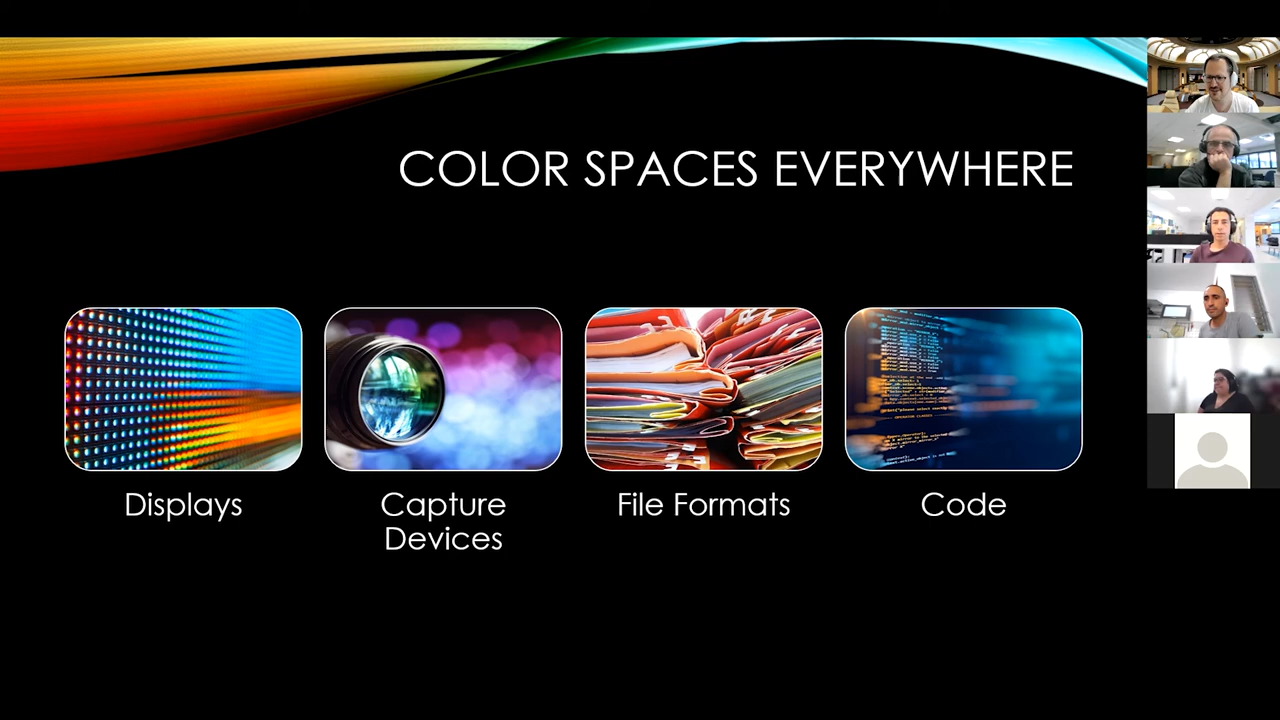 COLOR SPACES EVERYWHERE
Displays
Capture
Devices
File Formats
Code